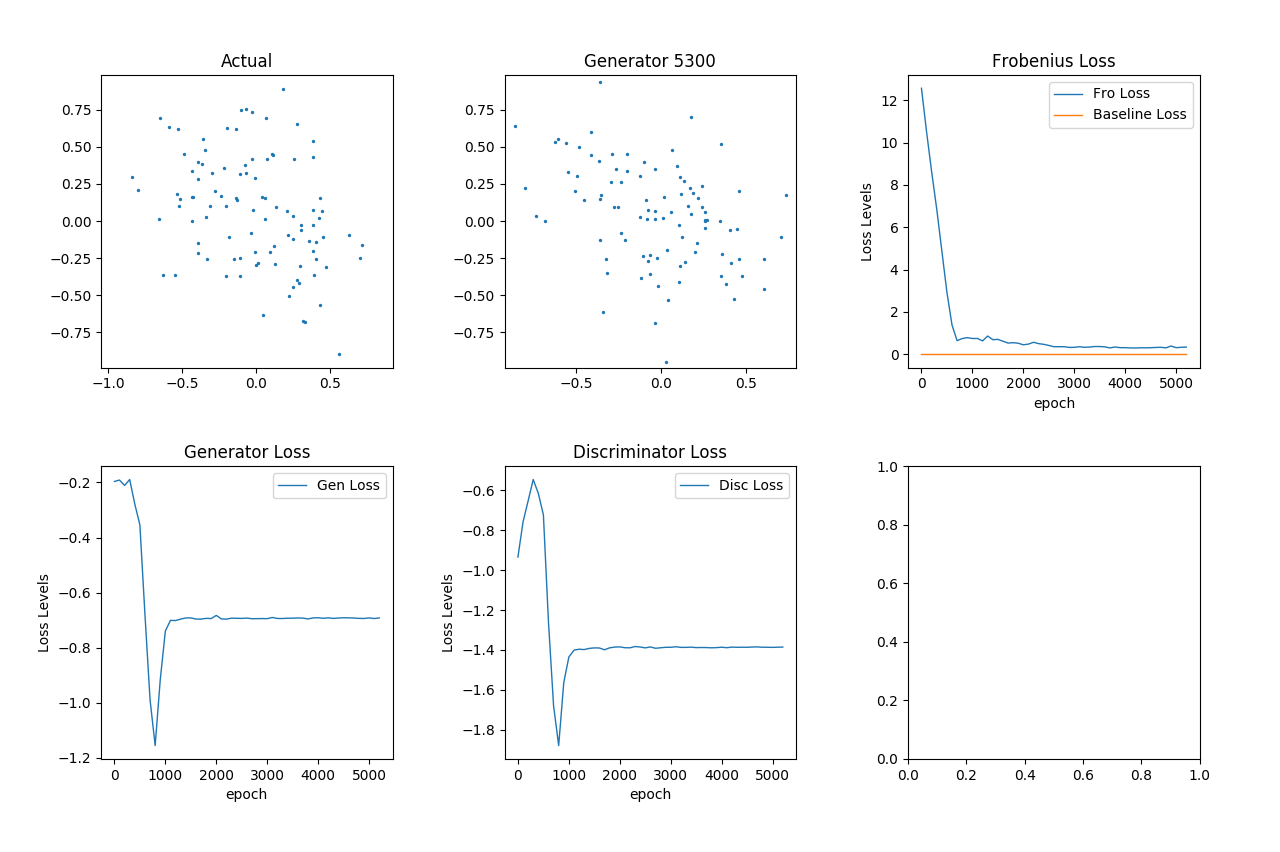 Actual
0.75
0.50
0.25
0.00
−0.25
−0.50
−0.75
−1.0 −0.5 0.0 0.5
Generator 5300
0.75
0.50
0.25
0.00
−0.25
−0.50
−0.75
−0.5 0.0 0.5
Frobenius Loss
Fro Loss
Baseline Loss
Loss Levels
12
10
8
6
4
2
0
0 1000 2000 3000 4000 5000
epoch
Generator Loss
Gen Loss
Loss Levels
−0.2
−0.4
−0.6
−0.8
−1.0
−1.2
0 1000 2000 3000 4000 5000
epoch
Discriminator Loss
Disc Loss
Loss Levels
−0.6
−0.8
−1.0
−1.2
−1.4
−1.6
−1.8
0 1000 2000 3000 4000 5000
epoch
1.0
0.8
0.6
0.4
0.2
0.0
0.0 0.2 0.4 0.6 0.8 1.0